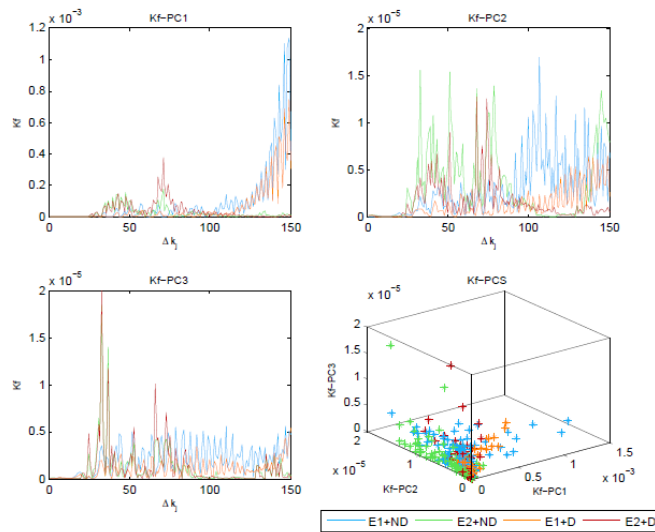 Kf-PC1
x 10⁻³
1.2
1
0.8
0.6
0.4
0.2
0
Kf
0 50 100 150
Δ kj
Kf-PC2
x 10⁻⁵
2
1.5
1
0.5
0
Kf
0 50 100 150
Δ kj
Kf-PC3
x 10⁻⁵
2
1.5
1
0.5
0
Kf
0 50 100 150
Δ kj
Kf-PCS
x 10⁻⁵
2
1.5
1
0.5
0
Kf-PC3
2
1
0
x 10⁻⁵
Kf-PC2
0
0.5
1
1.5
x 10⁻³
Kf-PC1
E1+ND E2+ND E1+D E2+D